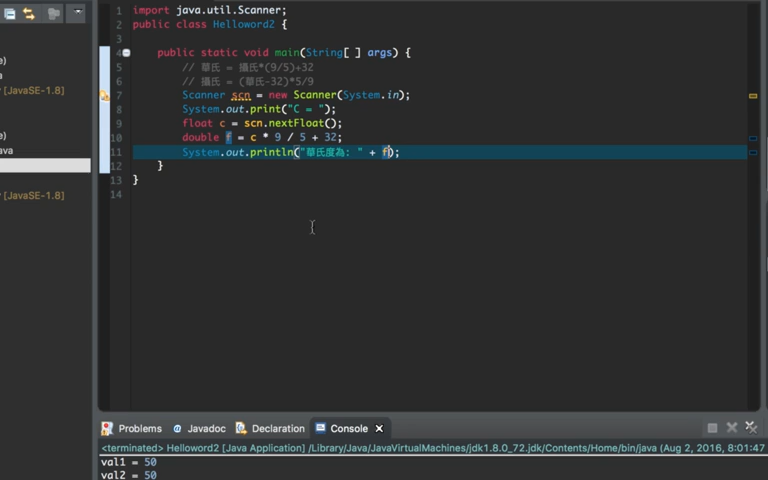 import java.util.Scanner;
public class Helloword2 {
public static void main(String[ ] args) {
// 華氏 = 攝氏*(9/5)+32
// 攝氏 = (華氏-32)*5/9
Scanner scn = new Scanner(System.in);
System.out.print("C = ");
float c = scn.nextFloat();
double f = c * 9 / 5 + 32;
System.out.println("華氏度為: " + f);
}
}
1
2
3
4
5
6
7
8
9
10
11
12
13
14
[JavaSE-1.8]
ava
[JavaSE-1.8]
Problems Javadoc Declaration Console
<terminated> Helloword2 [Java Application] /Library/Java/JavaVirtualMachines/jdk1.8.0_72.jdk/Contents/Home/bin/java (Aug 2, 2016, 8:01:47
val1 = 50
val2 = 50